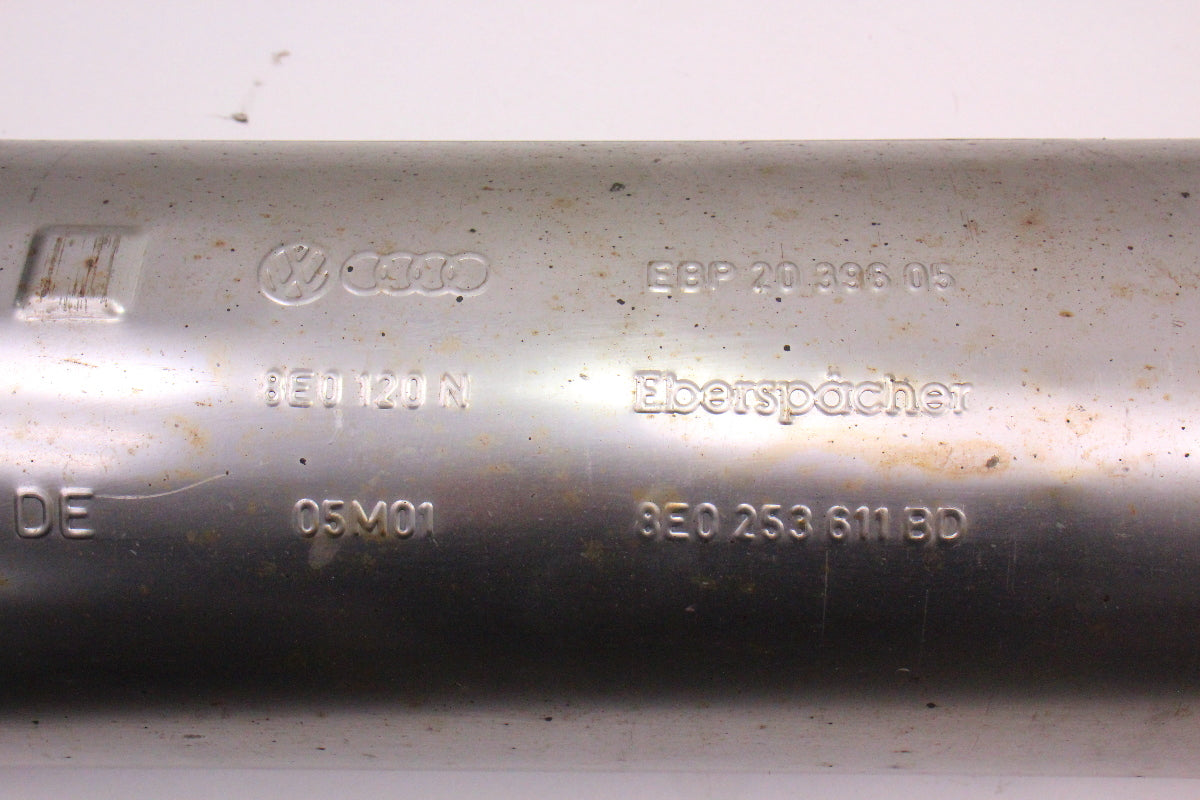 EBP 20 396 05
8E0 120 N
Eberspächer
DE
05M01
8E0 253 611 BD